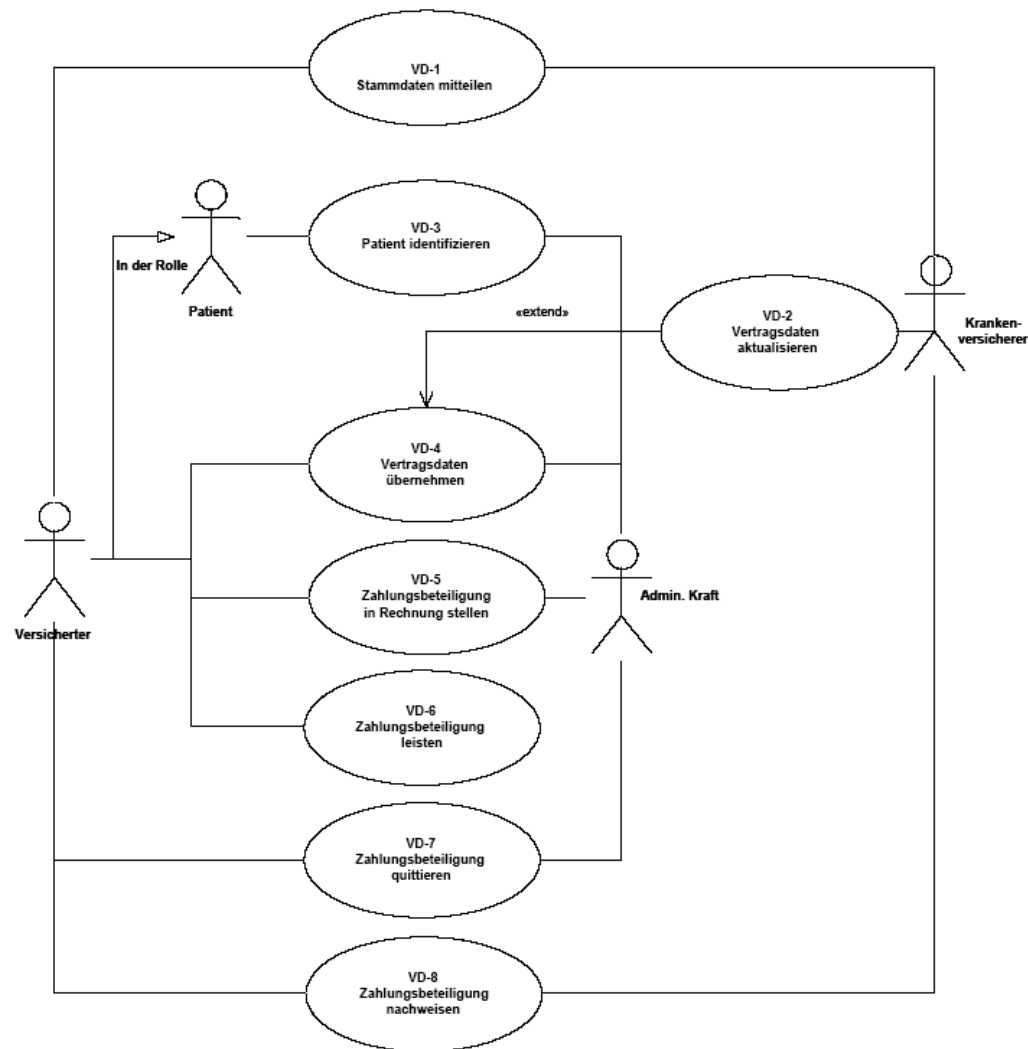 VD-1
Stammdaten mitteilen
VD-3
Patient identifizieren
In der Rolle
Patient
«extend»
VD-2
Vertragsdaten
aktualisieren
Kranken-
versicherer
VD-4
Vertragsdaten
übernehmen
VD-5
Zahlungsbeteiligung
in Rechnung stellen
Admin. Kraft
Versicherter
VD-6
Zahlungsbeteiligung
leisten
VD-7
Zahlungsbeteiligung
quittieren
VD-8
Zahlungsbeteiligung
nachweisen